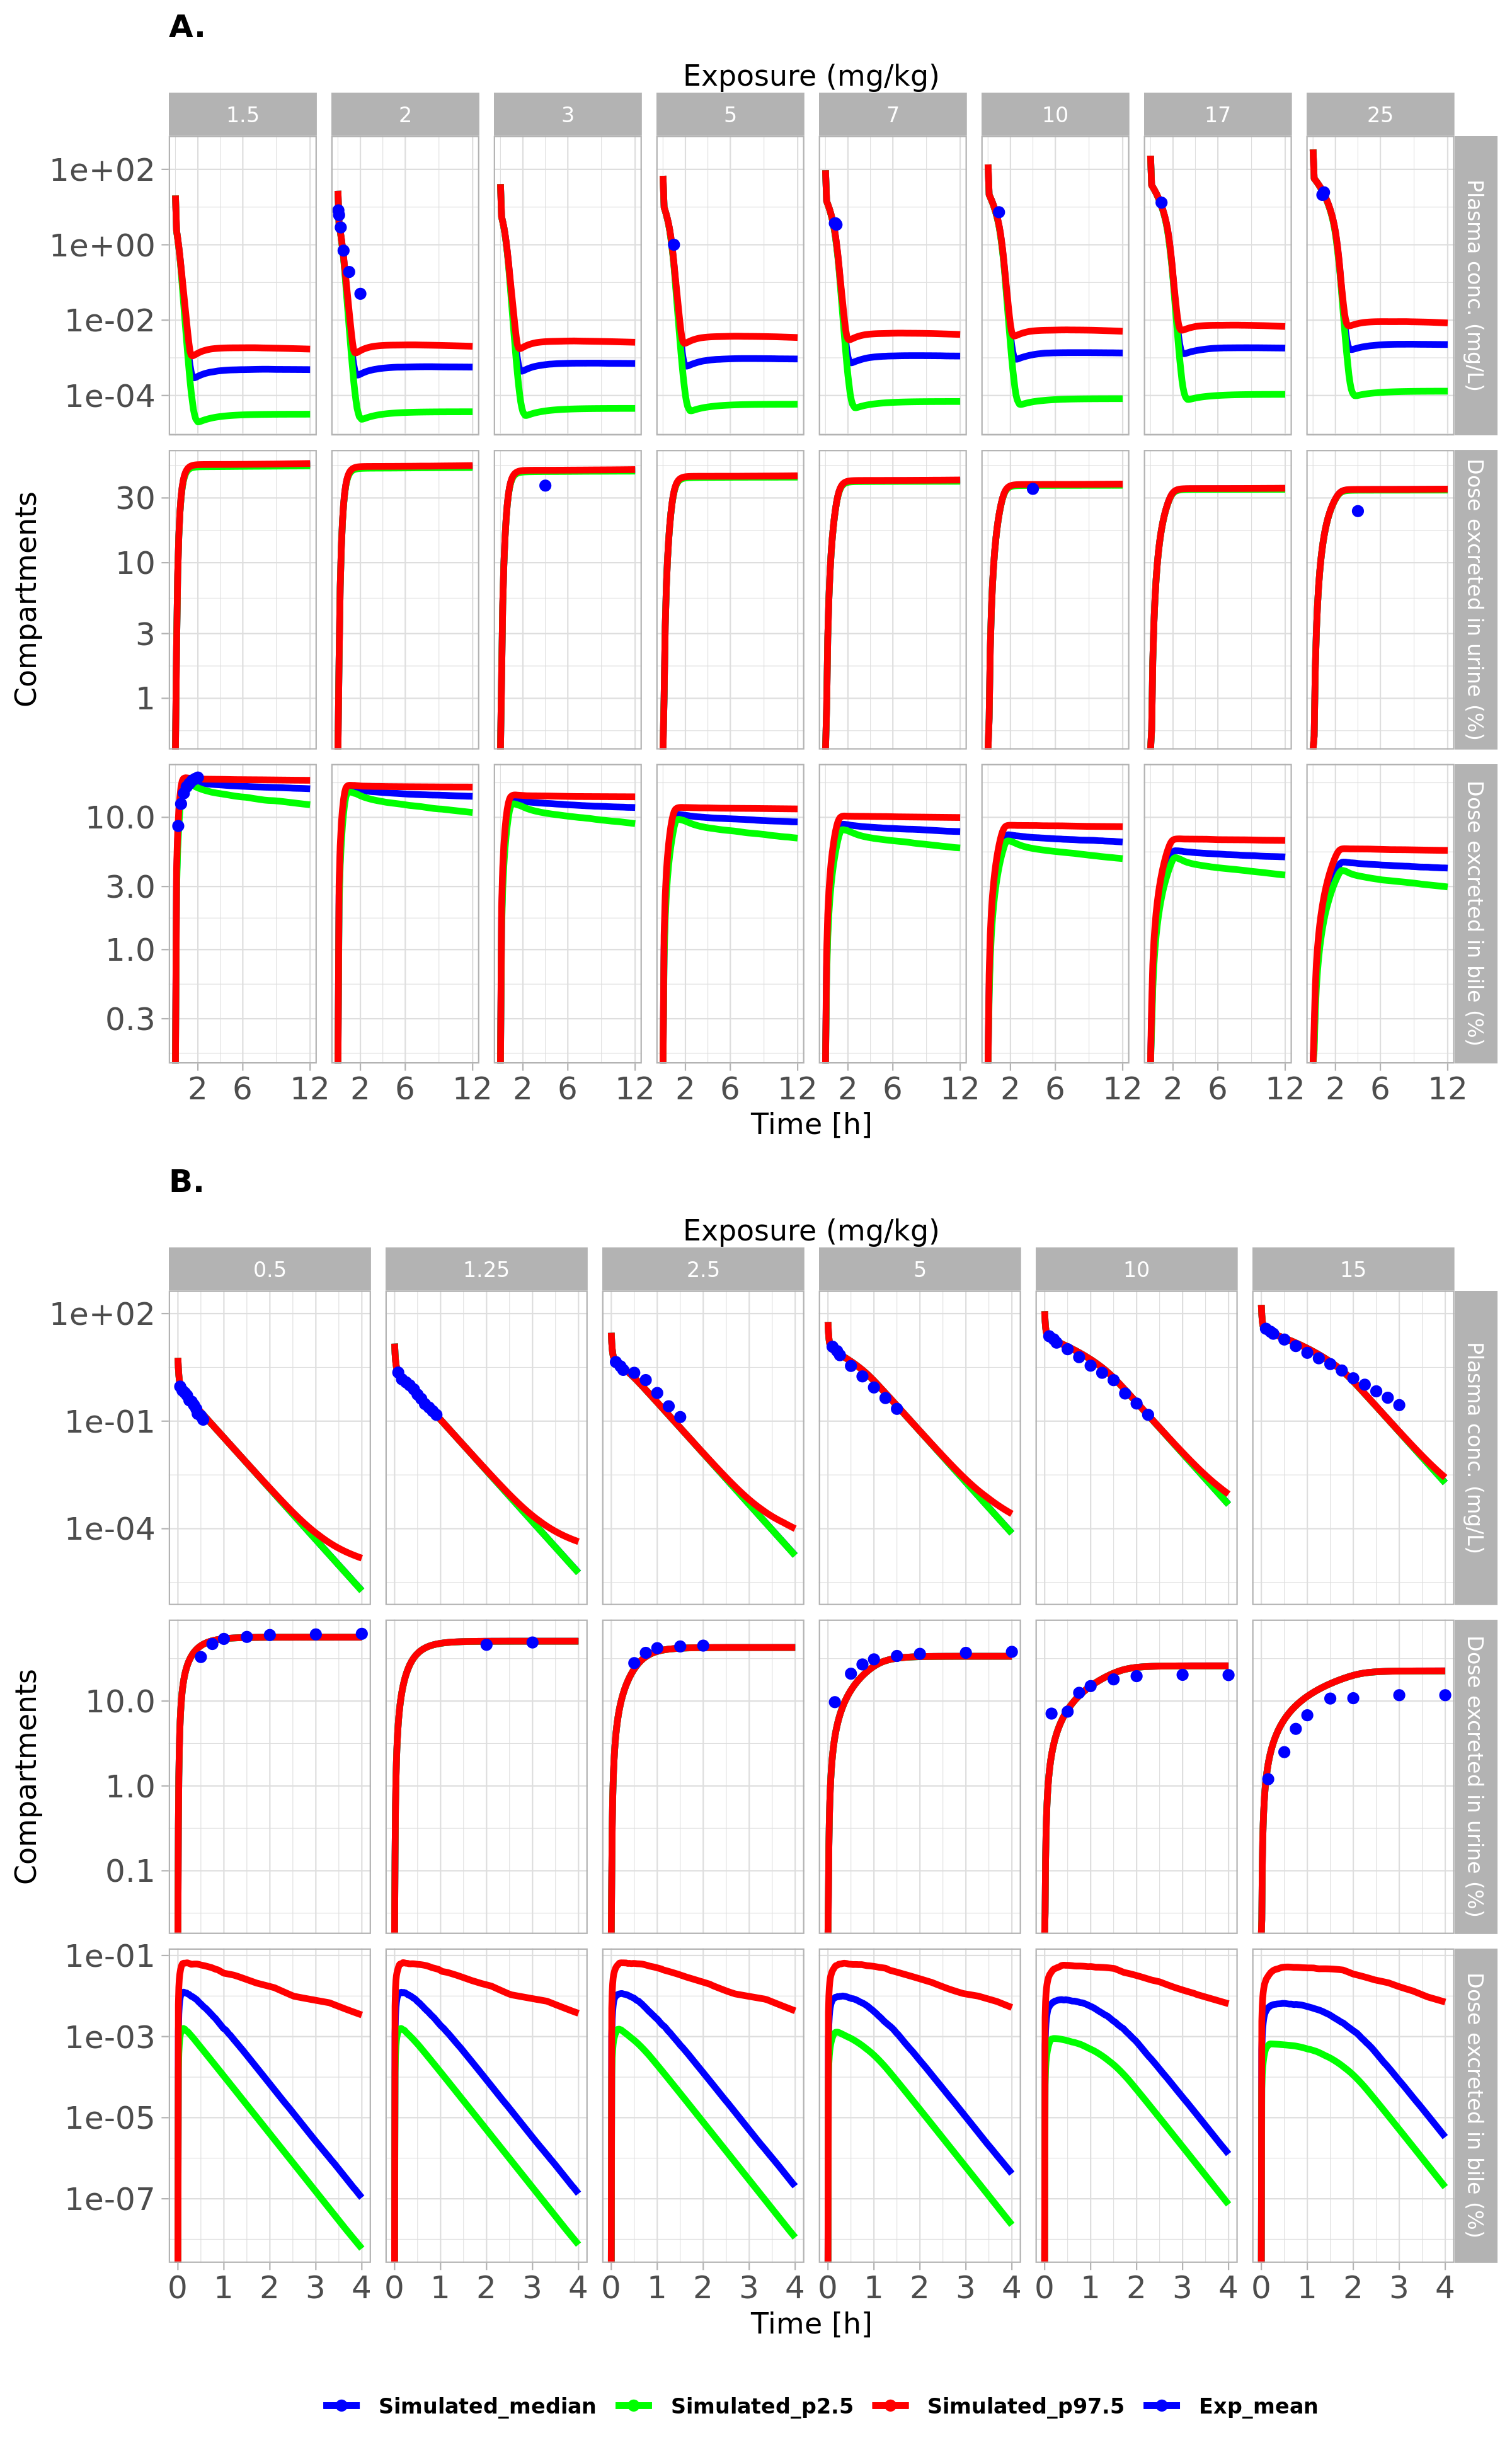 A.
Exposure (mg/kg)
1.5 2 3 5 7 10 17 25
1e+02
1e+00
1e-02
1e-04
Plasma conc. (mg/L)
Compartments
30
10
3
1
Dose excreted in urine (%)
10.0
3.0
1.0
0.3
Dose excreted in bile (%)
2 6 12 2 6 12 2 6 12 2 6 12 2 6 12 2 6 12 2 6 12 2 6 12
Time [h]
B.
Exposure (mg/kg)
0.5 1.25 2.5 5 10 15
1e+02
1e-01
1e-04
Plasma conc. (mg/L)
Compartments
10.0
1.0
0.1
Dose excreted in urine (%)
1e-01
1e-03
1e-05
1e-07
Dose excreted in bile (%)
0 1 2 3 4 0 1 2 3 4 0 1 2 3 4 0 1 2 3 4 0 1 2 3 4 0 1 2 3 4
Time [h]
Simulated_median Simulated_p2.5 Simulated_p97.5 Exp_mean